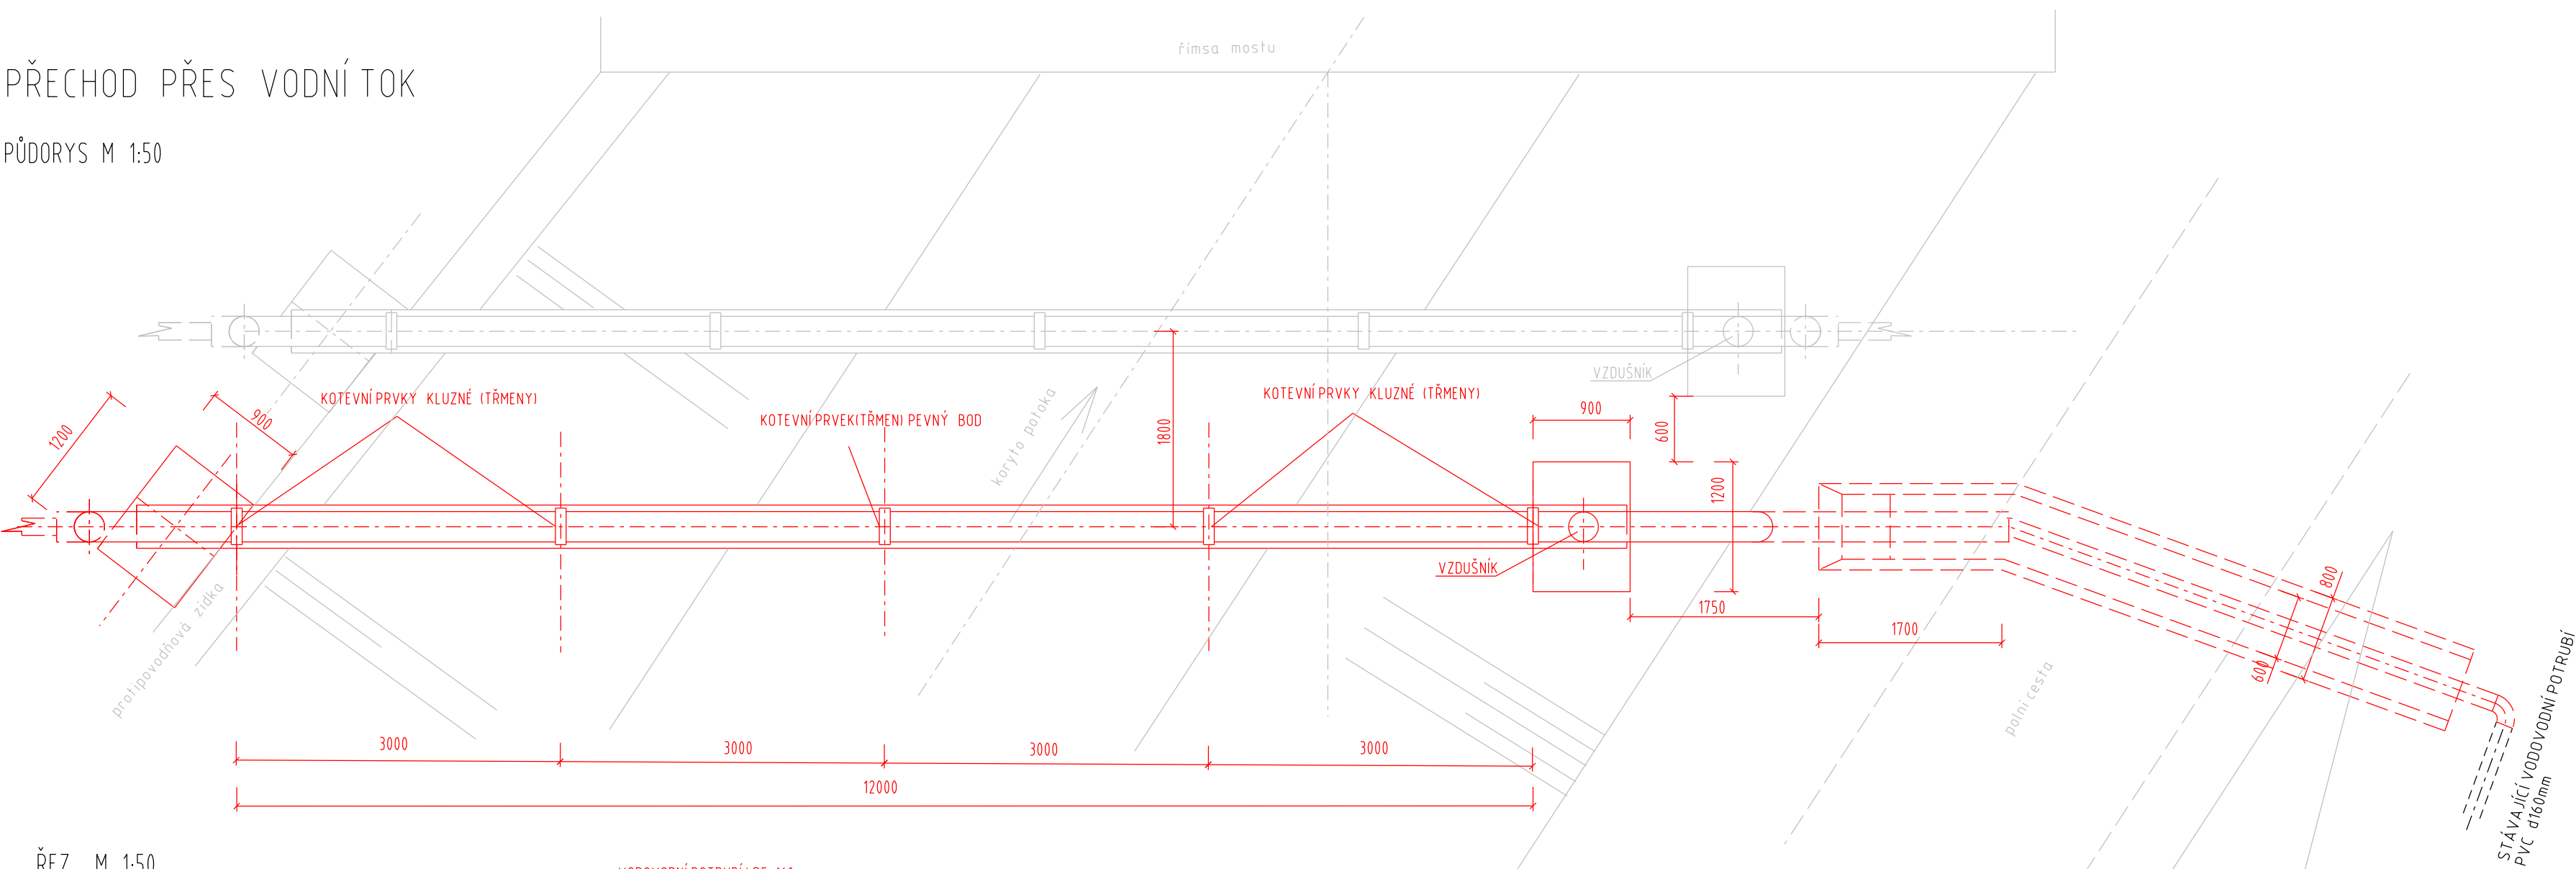 PŘECHOD PŘES VODNÍ TOK
PŮDORYS M 1:50
římsa mostu
VZDUŠNÍK
1200
900
KOTEVNÍ PRVKY KLUZNÉ (TŘMENY)
KOTEVNÍ PRVEK(TŘMEN) PEVNÝ BOD
koryto potoka
1800
KOTEVNÍ PRVKY KLUZNÉ (TŘMENY)
900
600
1200
VZDUŠNÍK
protipovodňová zídka
1750
1700
800
600
polní cesta
STÁVAJÍCÍ VODOVODNÍ POTRUBÍ
PVC d160mm
3000
3000
3000
3000
12000
ŘEZ M 1:50